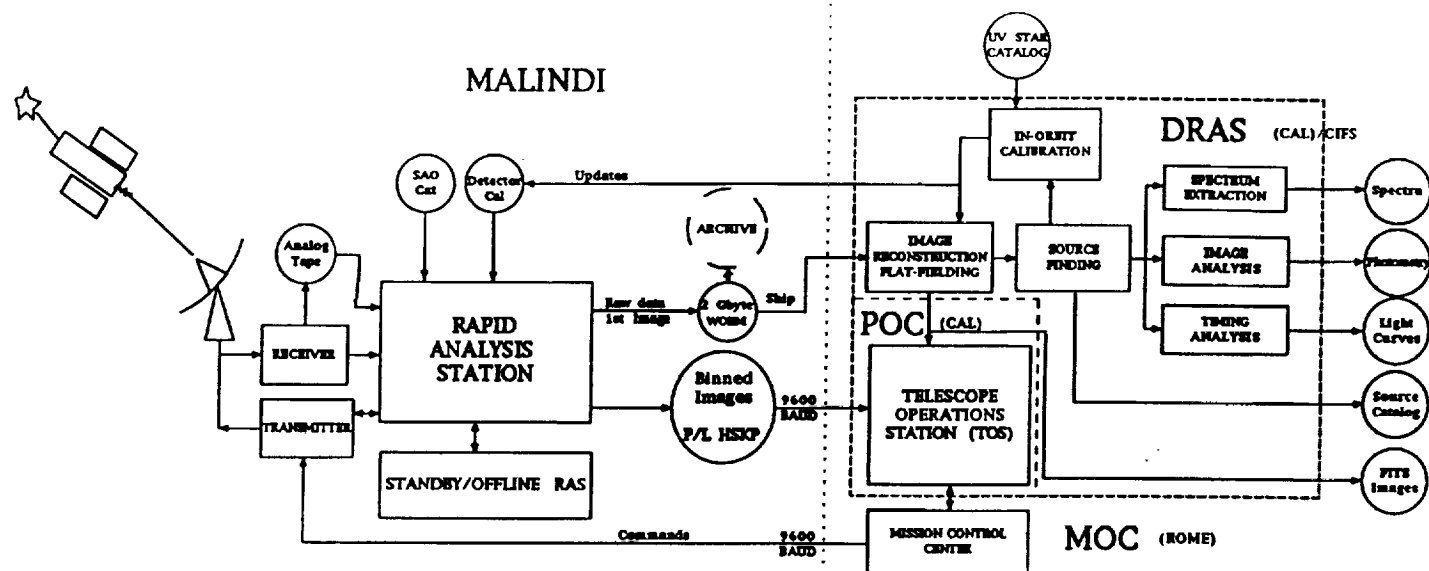 UV STAR
CATALOG
MALINDI
DRAS (CAL)/CIFS
IN-ORBIT
CALIBRATION
SAO
Cat
Detector
Cal
Updates
SPECTRUM
EXTRACTION
Spectra
ARCHIVE
Analog
Tape
IMAGE
RECONSTRUCTION
FLAT-FIELDING
SOURCE
FINDING
IMAGE
ANALYSIS
Photometry
RAPID
ANALYSIS
STATION
Raw data
1st Image
2 Gbyte
WORM
Ship
POC (CAL)
TIMING
ANALYSIS
Light
Curves
RECEIVER
Binned
Images
P/L HSKP
9600
BAUD
TELESCOPE
OPERATIONS
STATION (TOS)
Source
Catalog
TRANSMITTER
STANDBY/OFFLINE RAS
FITS
Images
Commands
9600
BAUD
MISSION CONTROL
CENTER
MOC (ROME)